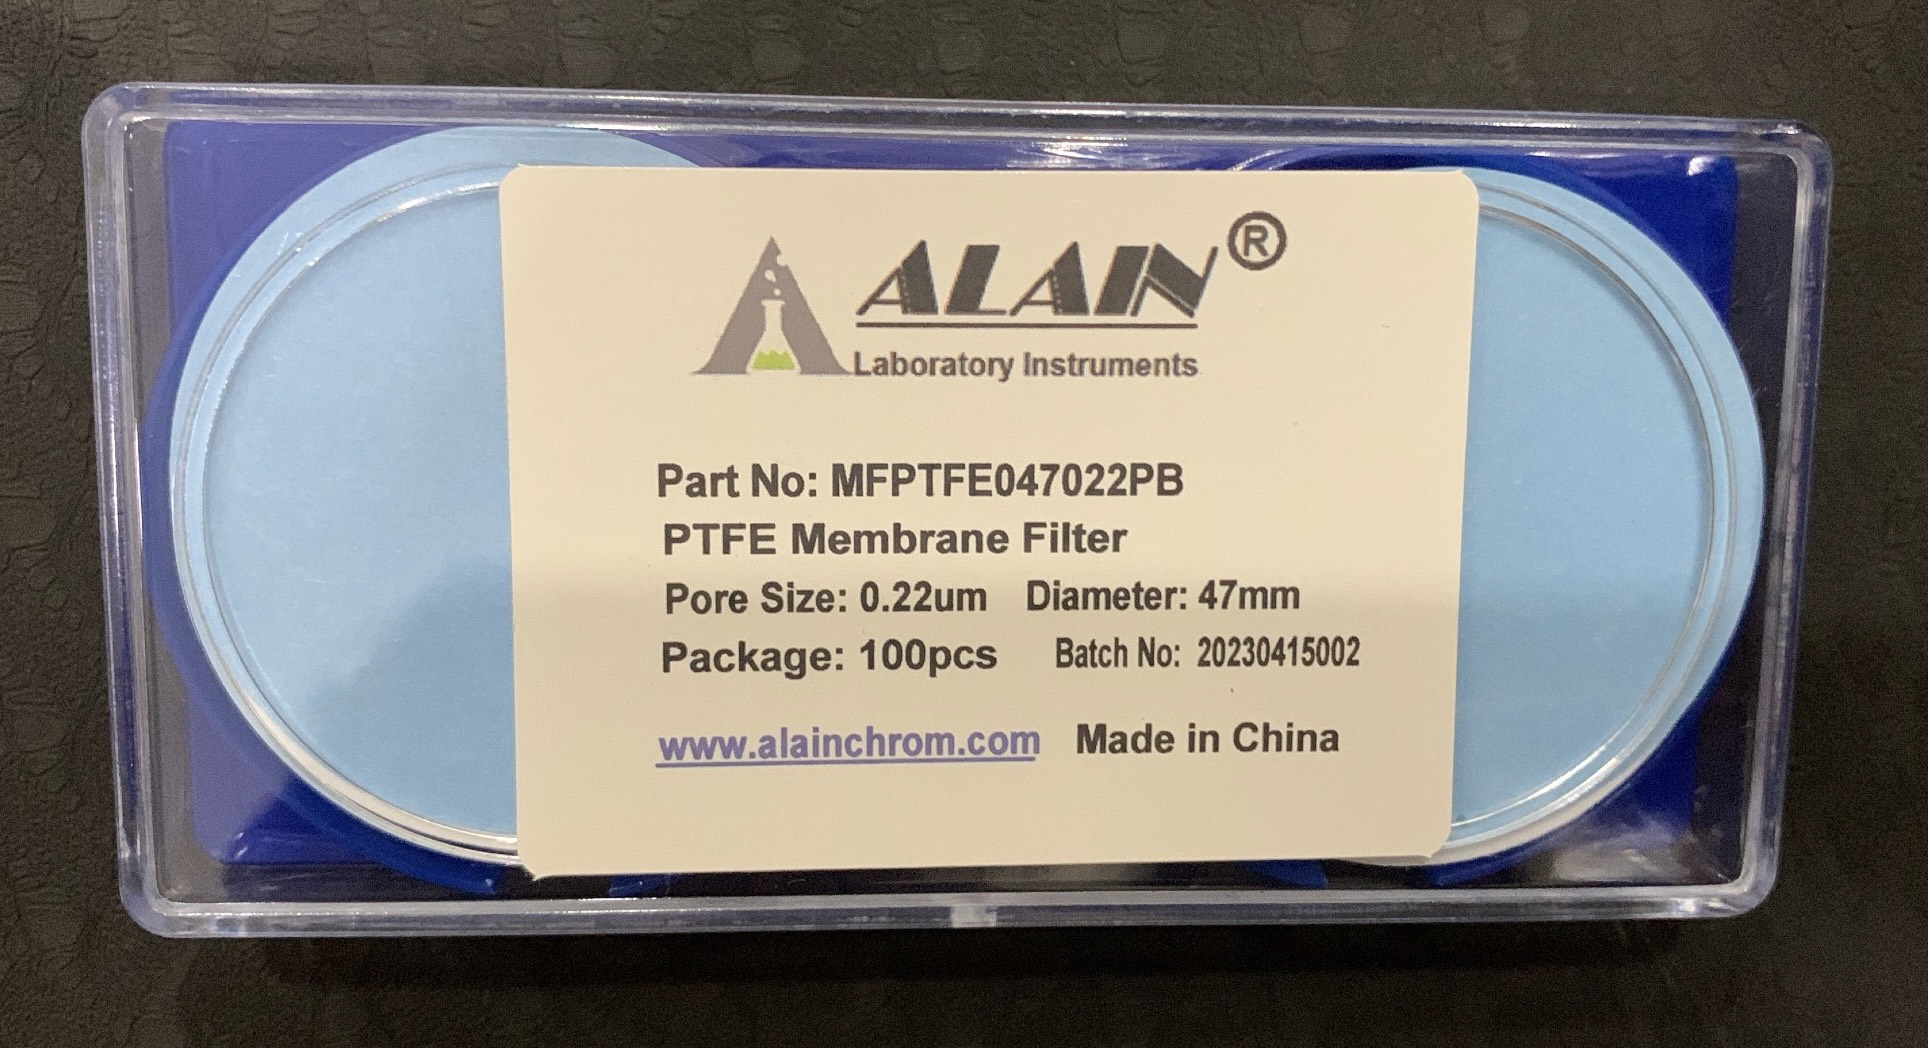 ALAIN®
Laboratory Instruments
Part No: MFPTFE047022PB
PTFE Membrane Filter
Pore Size: 0.22um Diameter: 47mm
Package: 100pcs Batch No: 20230415002
www.alainchrom.com Made in China